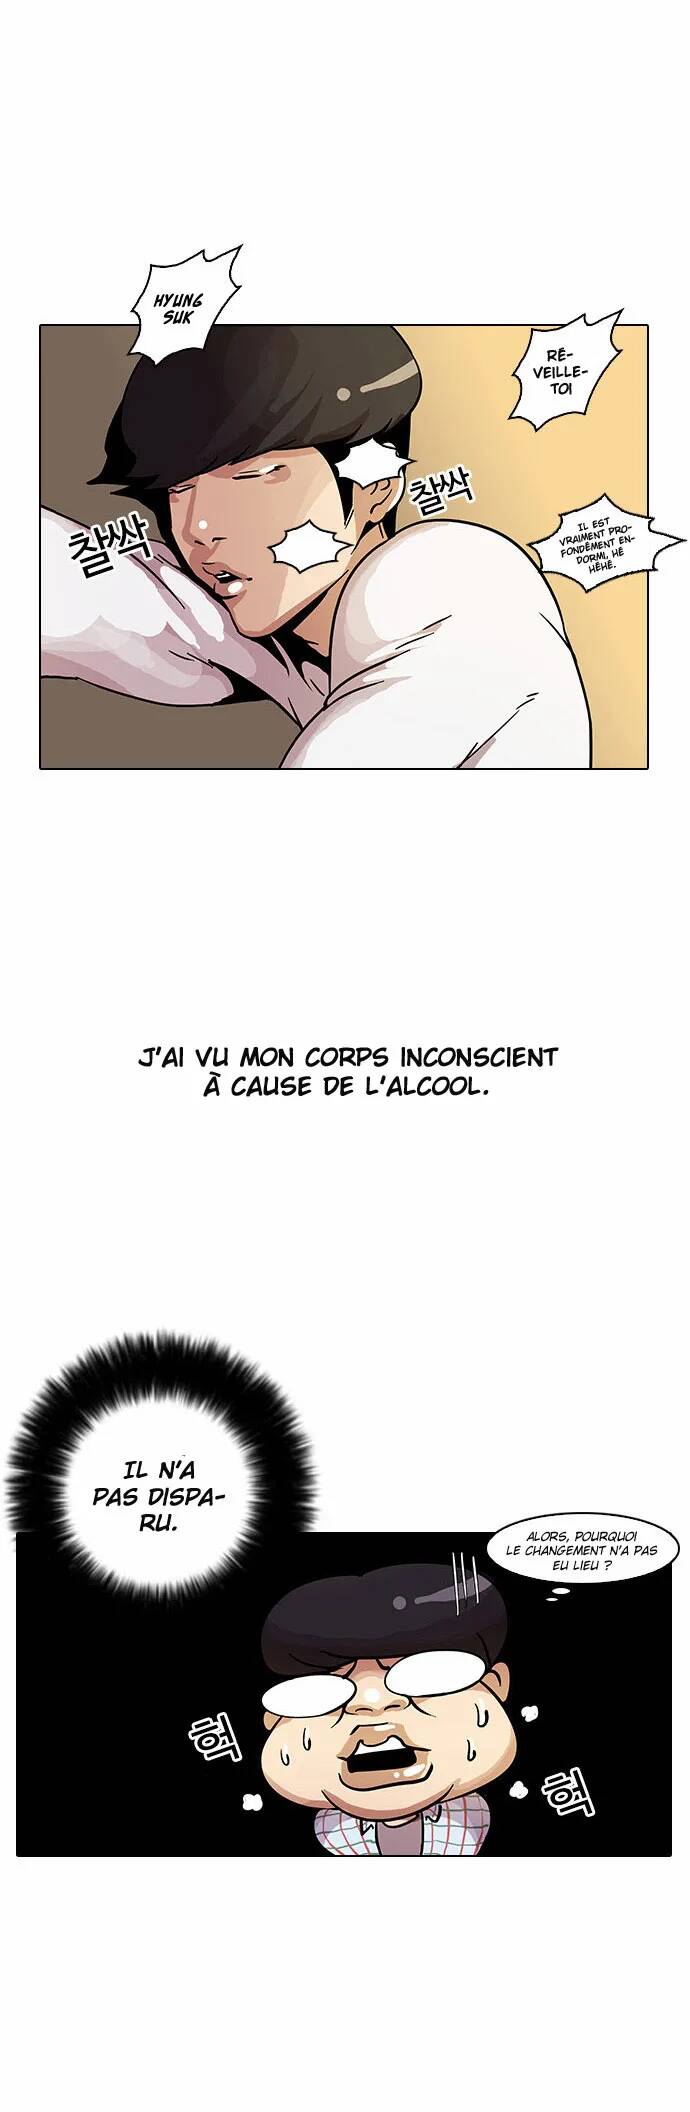 HYUNG
SUK
RÉ-
VEILLE-
TOI
찰싹
찰싹
IL EST
VRAIMENT PRO-
FONDÉMENT EN-
DORMI, HÉ
HÉHÉ.
J'AI VU MON CORPS INCONSCIENT
À CAUSE DE L'ALCOOL.
IL N'A
PAS DISPA-
RU.
ALORS, POURQUOI
LE CHANGEMENT N'A PAS
EU LIEU ?
헉
헉